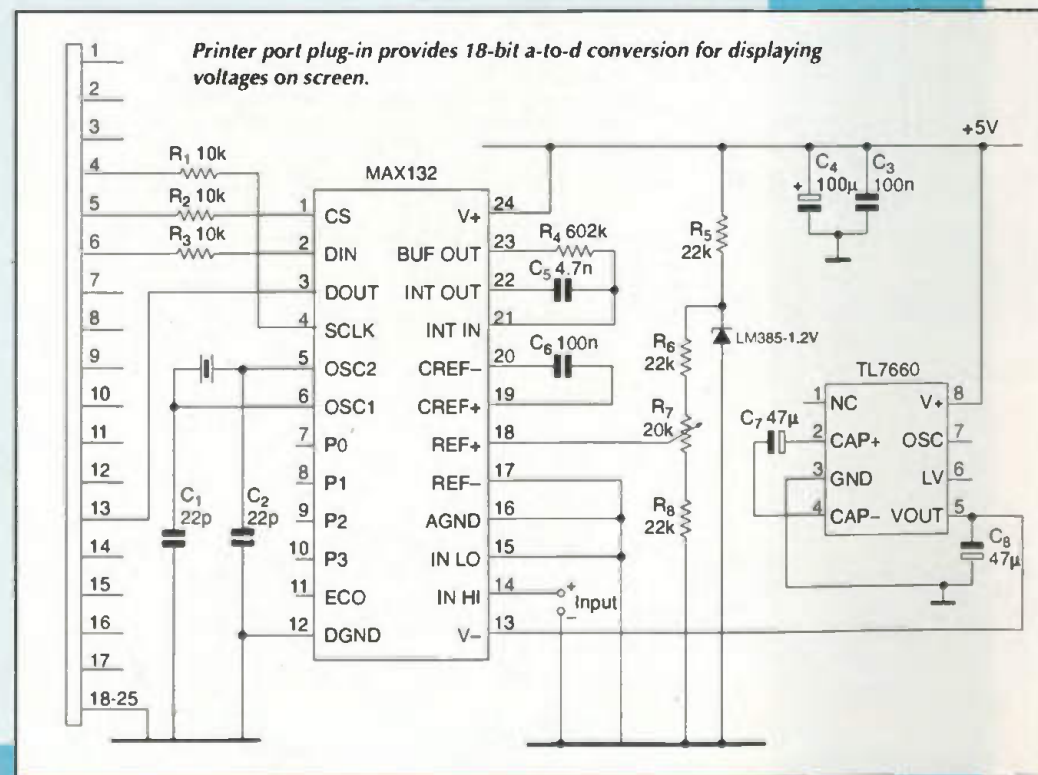 Printer port plug-in provides 18-bit a-to-d conversion for displaying
voltages on screen.
1
2
3
4
5
6
7
8
9
10
11
12
13
14
15
16
17
18-25
R1 10k
R2 10k
R3 10k
C1
22p
C2
22p
MAX132
1 CS
2 DIN
3 DOUT
4 SCLK
5 OSC2
6 OSC1
7 P0
8 P1
9 P2
10 P3
11 ECO
12 DGND
V+ 24
BUF OUT 23
INT OUT 22
INT IN 21
CREF– 20
CREF+ 19
REF+ 18
REF– 17
AGND 16
IN LO 15
IN HI 14
V– 13
R4 602k
C5 4.7n
C6 100n
+
Input
–
R5
22k
R6
22k
R7
20k
R8
22k
LM385-1.2V
+5V
C4
+
100µ
C3
100n
TL7660
1 NC
2 CAP+
3 GND
4 CAP–
V+ 8
OSC 7
LV 6
VOUT 5
C7 47µ
C8
47µ